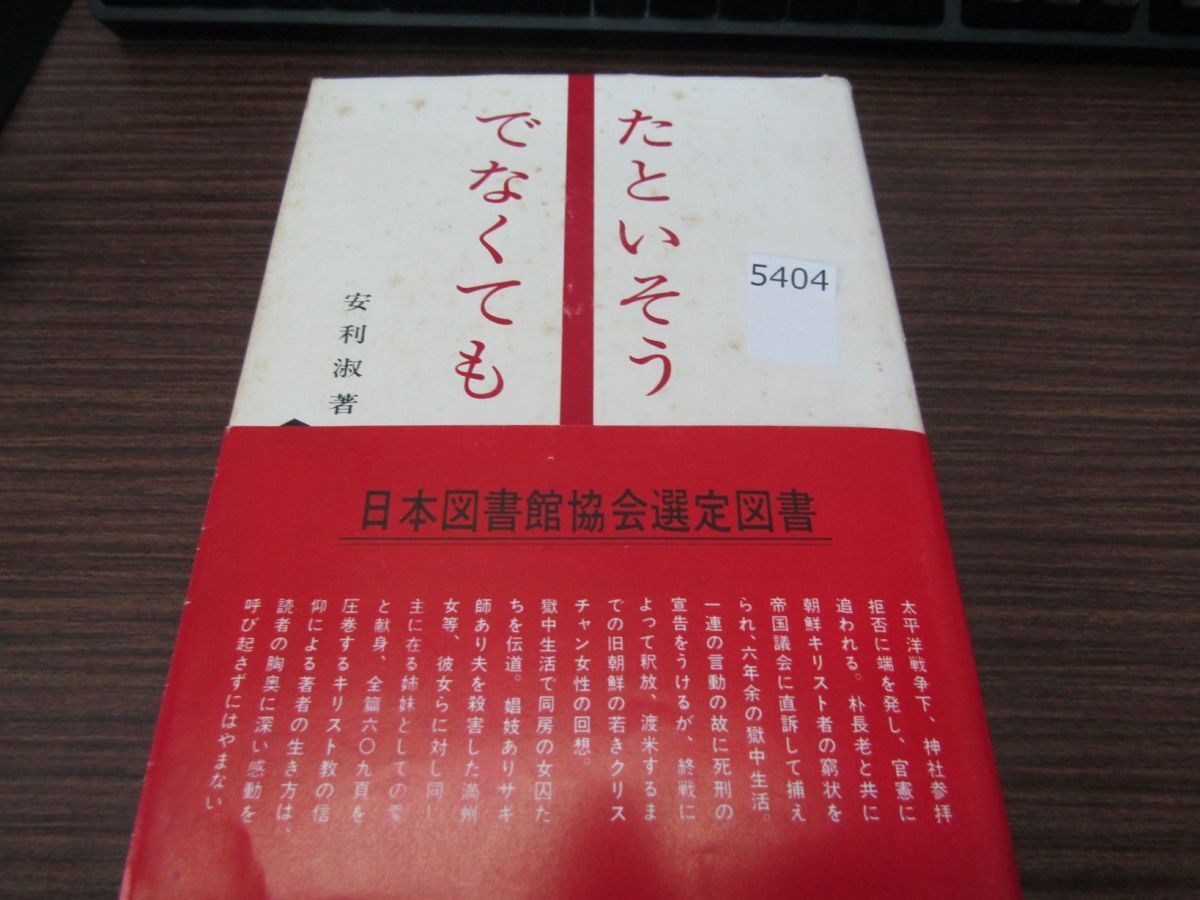 たといそう
でなくても
安利淑著
5404
日本図書館協会選定図書
太平洋戦争下、神社参拝
拒否に端を発し、官憲に
追われる。朴長老と共に
朝鮮キリスト者の窮状を
帝国議会に直訴して捕え
られ、六年余の獄中生活。
一連の言動の故に死刑の
宣告をうけるが、終戦に
よって釈放、渡米するま
での旧朝鮮の若きクリス
チャン女性の回想。
獄中生活で同房の女囚た
ちを伝道。娼妓ありサギ
師あり夫を殺害した満州
女等、彼女らに対し同じ
主に在る姉妹としての愛
と献身、全篇六〇九頁を
圧巻するキリスト教の信
仰による著者の生き方は、
読者の胸奥に深い感動を
呼び起さずにはやまない